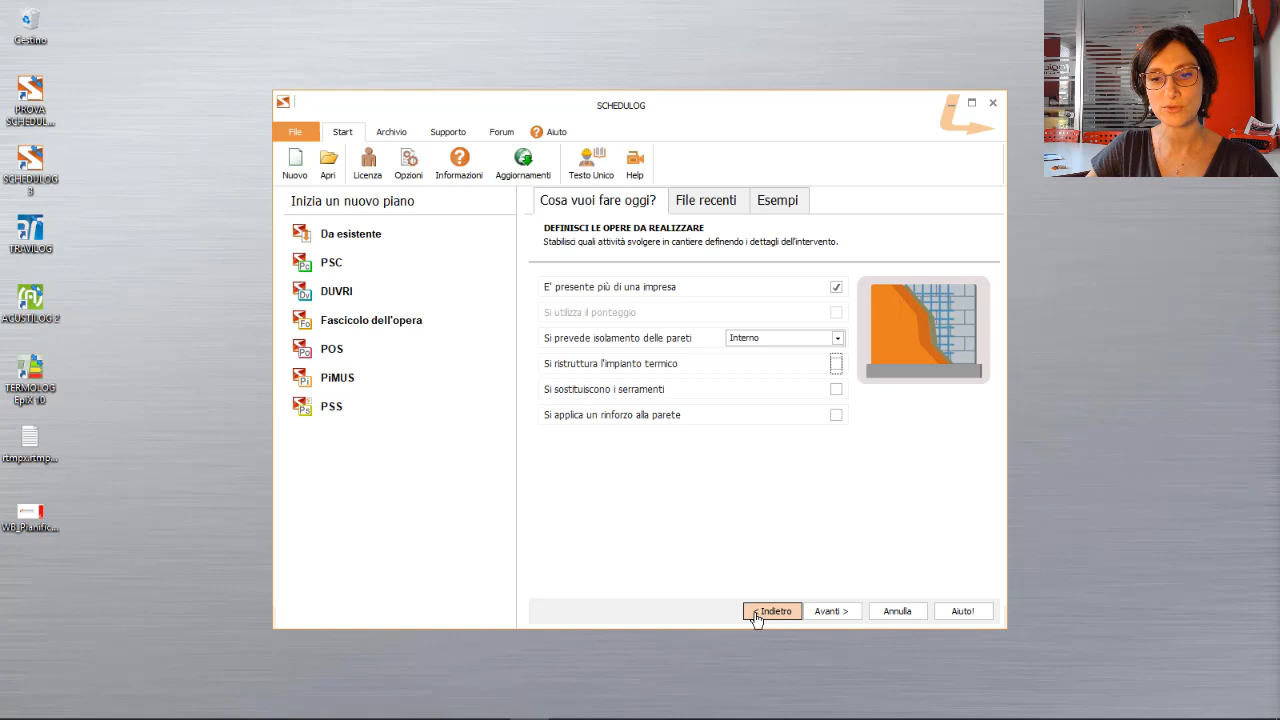 Cestino
PROVA
SCHEDUL...
SCHEDULOG
3
TRAVILOG
ACUSTILOG 2
TERMOLOG
EpiX 10
rtmpx.rtmp...
WB_Pianific...
SCHEDULOG
File
Start
Archivio
Supporto
Forum
Aiuto
Nuovo
Apri
Licenza
Opzioni
Informazioni
Aggiornamenti
Testo Unico
Help
Inizia un nuovo piano
Da esistente
PSC
DUVRI
Fascicolo dell'opera
POS
PiMUS
PSS
Cosa vuoi fare oggi?
File recenti
Esempi
DEFINISCI LE OPERE DA REALIZZARE
Stabilisci quali attività svolgere in cantiere definendo i dettagli dell'intervento.
E' presente più di una impresa
Si utilizza il ponteggio
Si prevede isolamento delle pareti
Interno
Si ristruttura l'impianto termico
Si sostituiscono i serramenti
Si applica un rinforzo alla parete
< Indietro
Avanti >
Annulla
Aiuto!